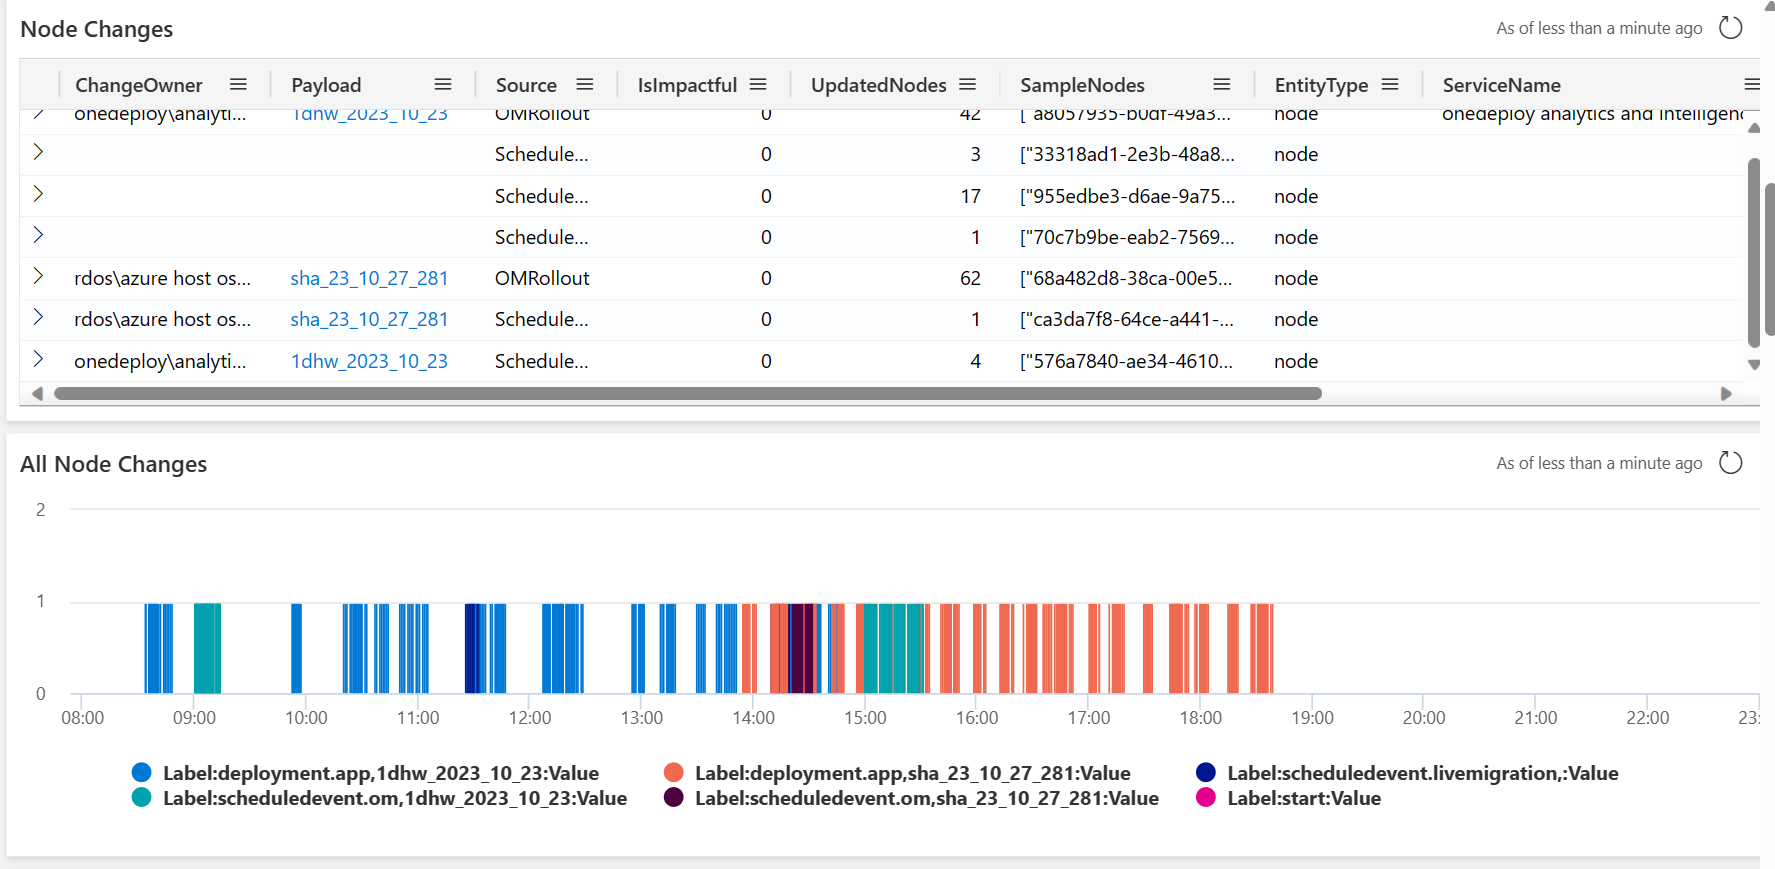 Node Changes As of less than a minute ago
ChangeOwner Payload Source IsImpactful UpdatedNodes SampleNodes EntityType ServiceName
onedeploy\analyti... 1dhw_2023_10_23 OMRollout 0 42 ["a8057935-b0df-49a3... node onedeploy analytics and intelligenc
Schedule... 0 3 ["33318ad1-2e3b-48a8... node
Schedule... 0 17 ["955edbe3-d6ae-9a75... node
Schedule... 0 1 ["70c7b9be-eab2-7569... node
rdos\azure host os... sha_23_10_27_281 OMRollout 0 62 ["68a482d8-38ca-00e5... node
rdos\azure host os... sha_23_10_27_281 Schedule... 0 1 ["ca3da7f8-64ce-a441-... node
onedeploy\analyti... 1dhw_2023_10_23 Schedule... 0 4 ["576a7840-ae34-4610... node
All Node Changes As of less than a minute ago
2
1
0
08:00 09:00 10:00 11:00 12:00 13:00 14:00 15:00 16:00 17:00 18:00 19:00 20:00 21:00 22:00 23:
Label:deployment.app,1dhw_2023_10_23:Value Label:deployment.app,sha_23_10_27_281:Value Label:scheduledevent.livemigration,:Value
Label:scheduledevent.om,1dhw_2023_10_23:Value Label:scheduledevent.om,sha_23_10_27_281:Value Label:start:Value